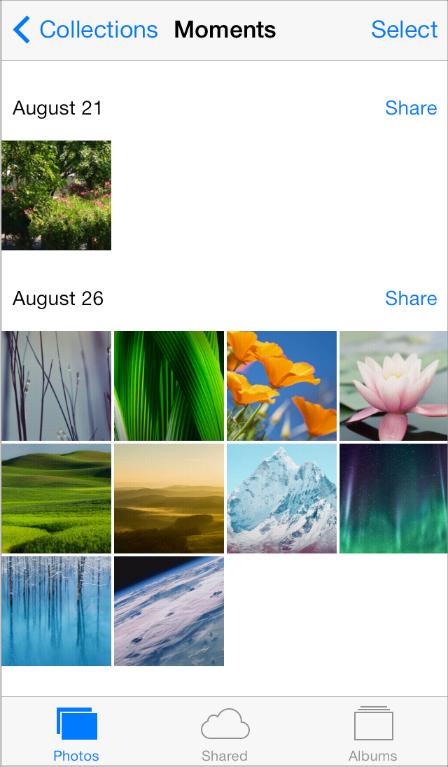 Collections Moments Select
August 21 Share
August 26 Share
Photos Shared Albums